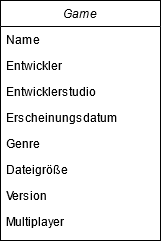 Game
Name
Entwickler
Entwicklerstudio
Erscheinungsdatum
Genre
Dateigröße
Version
Multiplayer